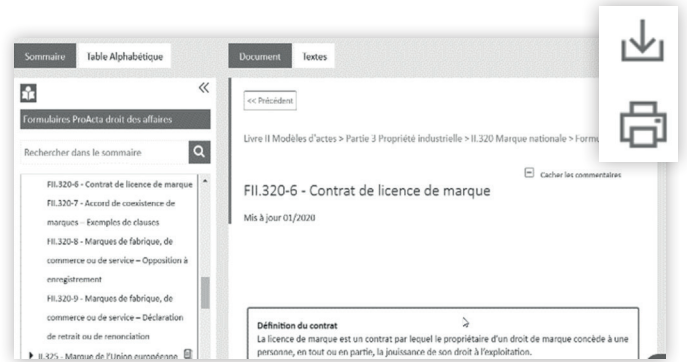 Sommaire
Table Alphabétique
Formulaires ProActa droit des affaires
Rechercher dans le sommaire
FII.320-6 - Contrat de licence de marque
FII.320-7 - Accord de coexistence de
marques – Exemples de clauses
FII.320-8 - Marques de fabrique, de
commerce ou de service – Opposition à
enregistrement
FII.320-9 - Marques de fabrique, de
commerce ou de service – Déclaration
de retrait ou de renonciation
II.325 - Marque de l'Union européenne
Document
Textes
<< Précédent
Livre II Modèles d'actes > Partie 3 Propriété industrielle > II.320 Marque nationale >
Cacher les commentaires
FII.320-6 - Contrat de licence de marque
Mis à jour 01/2020
Définition du contrat
La licence de marque est un contrat par lequel le propriétaire d'un droit de marque concède à une
personne, en tout ou en partie, la jouissance de son droit à l'exploitation.